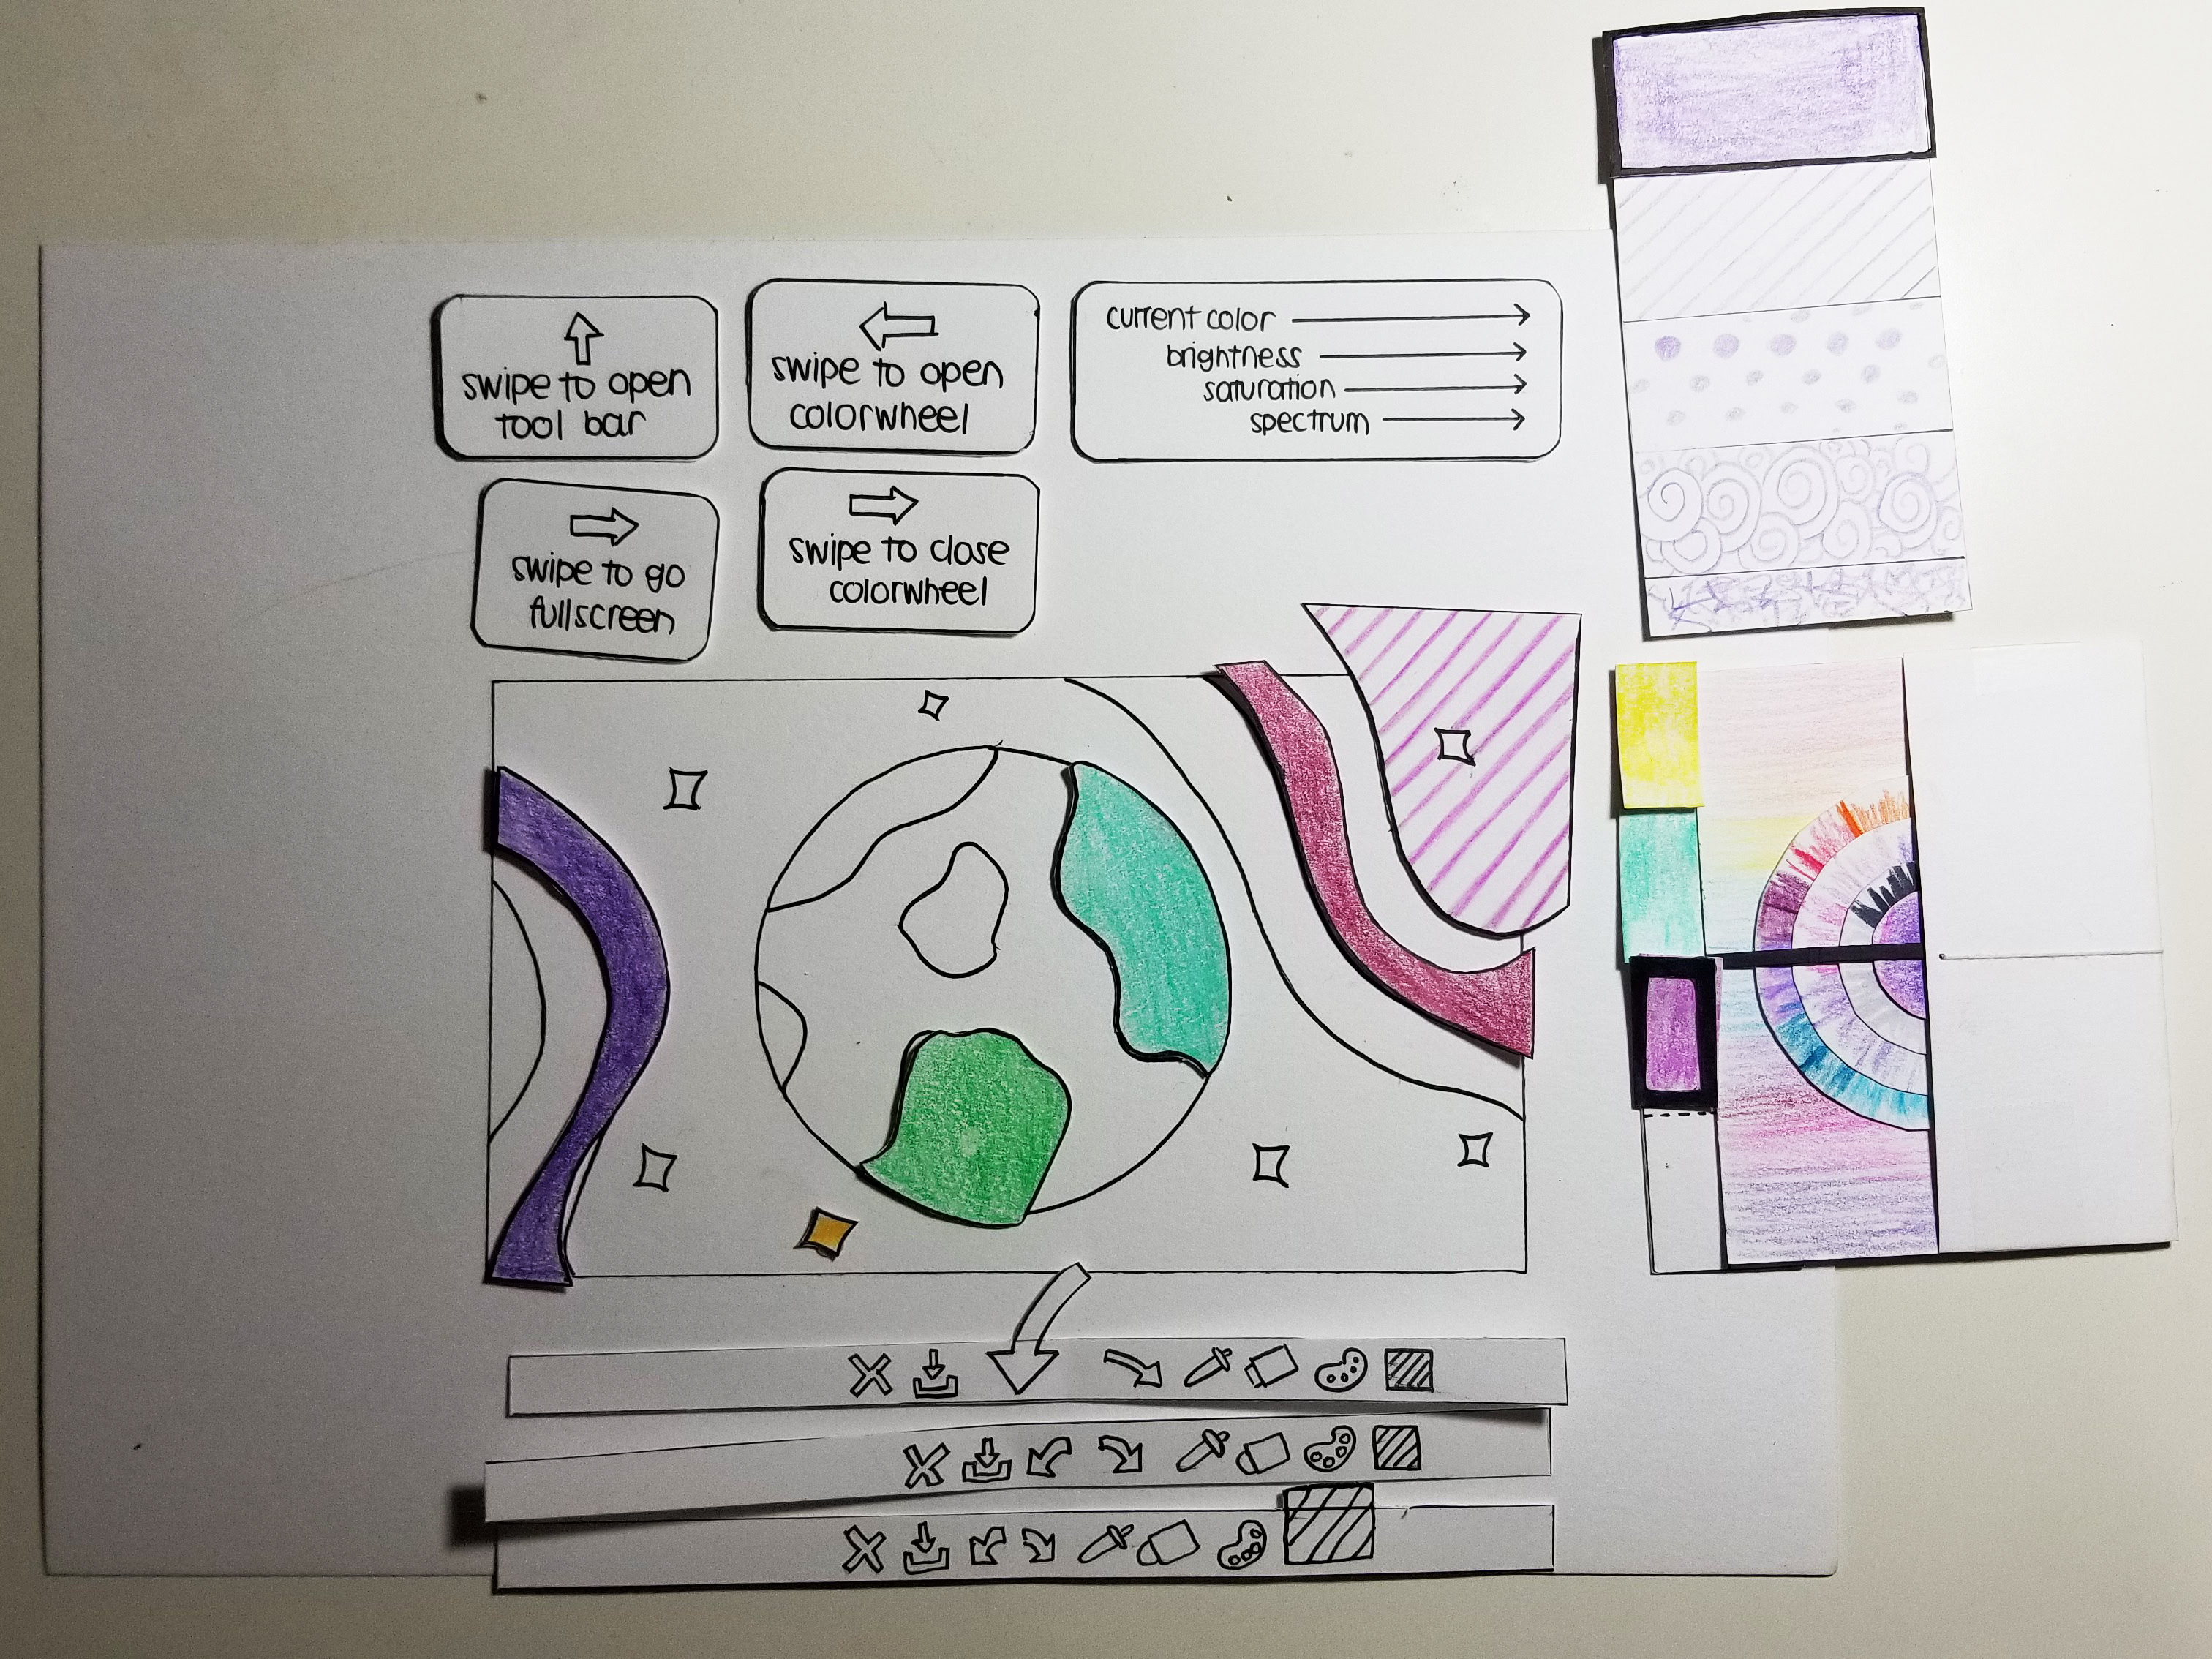 swipe to open
tool bar
swipe to open
colorwheel
current color
brightness
saturation
spectrum
swipe to go
fullscreen
swipe to close
colorwheel